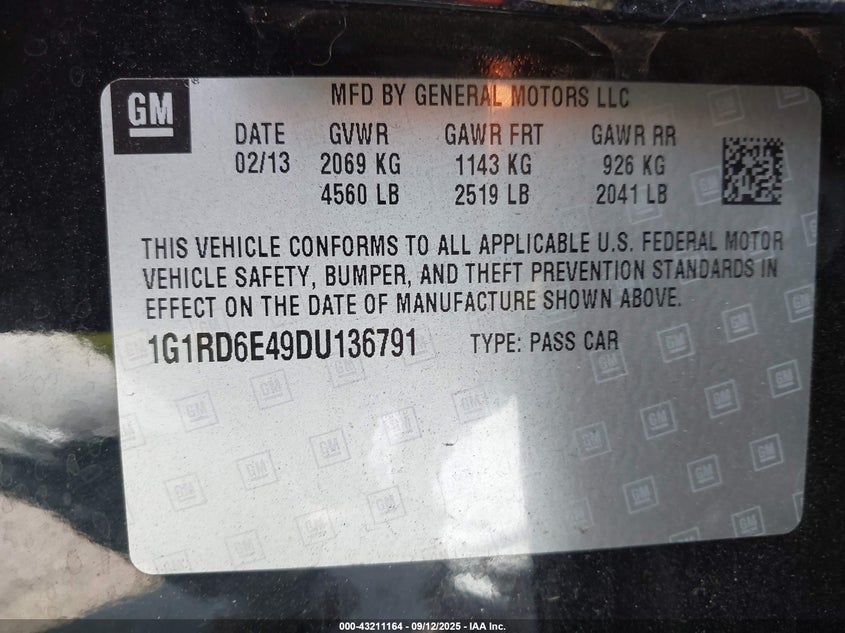 GM
MFD BY GENERAL MOTORS LLC
DATE GVWR GAWR FRT GAWR RR
02/13 2069 KG 1143 KG 926 KG
4560 LB 2519 LB 2041 LB
THIS VEHICLE CONFORMS TO ALL APPLICABLE U.S. FEDERAL MOTOR
VEHICLE SAFETY, BUMPER, AND THEFT PREVENTION STANDARDS IN
EFFECT ON THE DATE OF MANUFACTURE SHOWN ABOVE.
1G1RD6E49DU136791 TYPE: PASS CAR
000-43211164 - 09/12/2025 - IAA Inc.